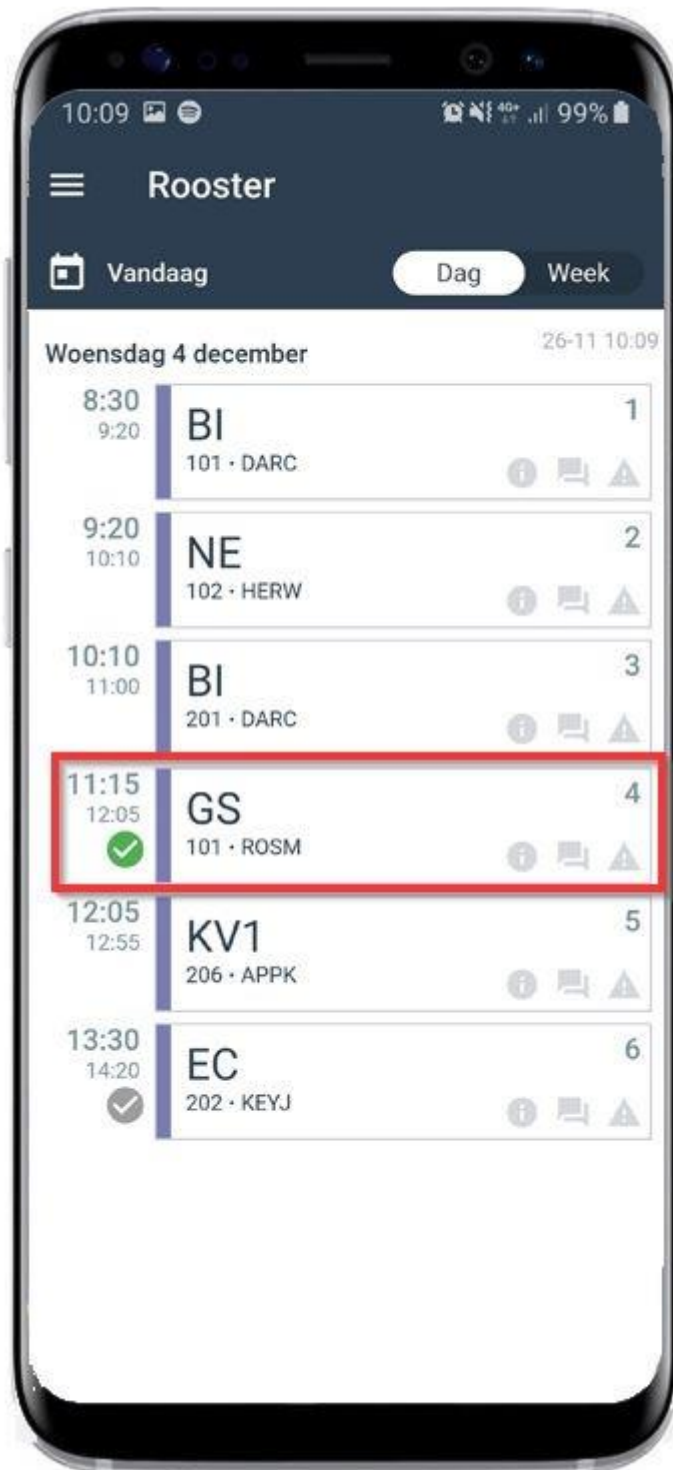 10:09 4G+ 99%
Rooster
Vandaag Dag Week
Woensdag 4 december 26-11 10:09
8:30 1
9:20 BI
101 · DARC
9:20 2
10:10 NE
102 · HERW
10:10 3
11:00 BI
201 · DARC
11:15 4
12:05 GS
101 · ROSM
12:05 5
12:55 KV1
206 · APPK
13:30 6
14:20 EC
202 · KEYJ